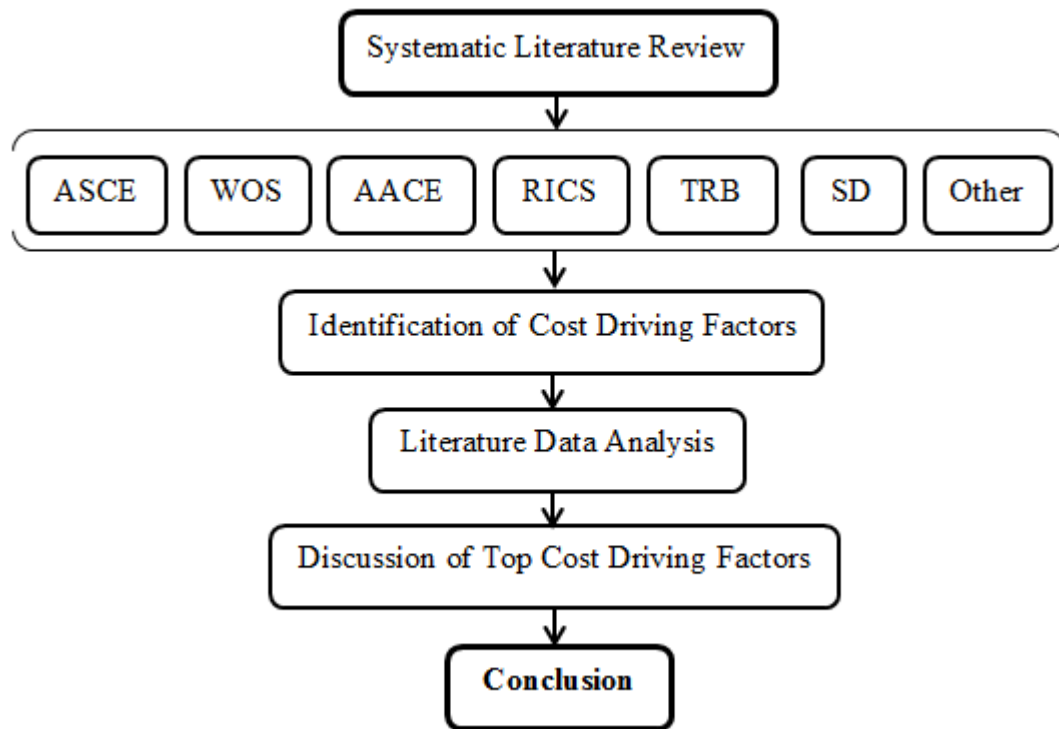 Systematic Literature Review
ASCE WOS AACE RICS TRB SD Other
Identification of Cost Driving Factors
Literature Data Analysis
Discussion of Top Cost Driving Factors
Conclusion